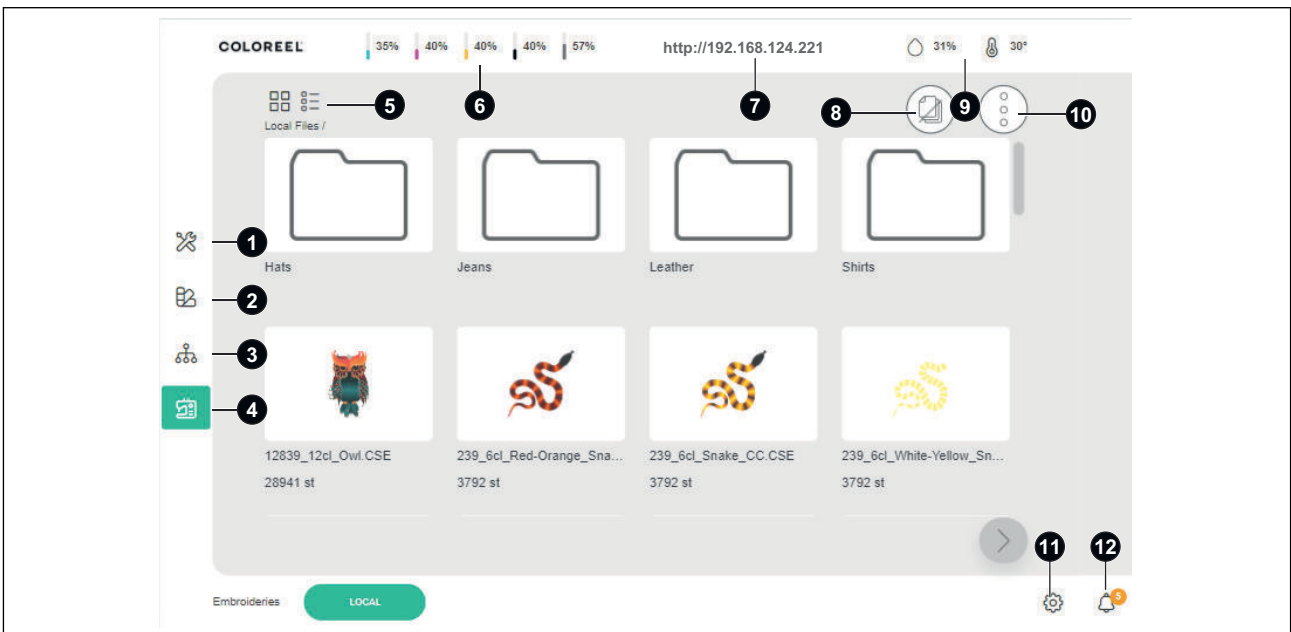 COLOREEL 35% 40% 40% 40% 57% http://192.168.124.221 31% 30°
5 6 7 8 9 10
Local Files /
1
Hats Jeans Leather Shirts
2
3
4
12839_12cl_Owl.CSE 239_6cl_Red-Orange_Sna... 239_6cl_Snake_CC.CSE 239_6cl_White-Yellow_Sn...
28941 st 3792 st 3792 st 3792 st
11 12
Embroideries LOCAL 5